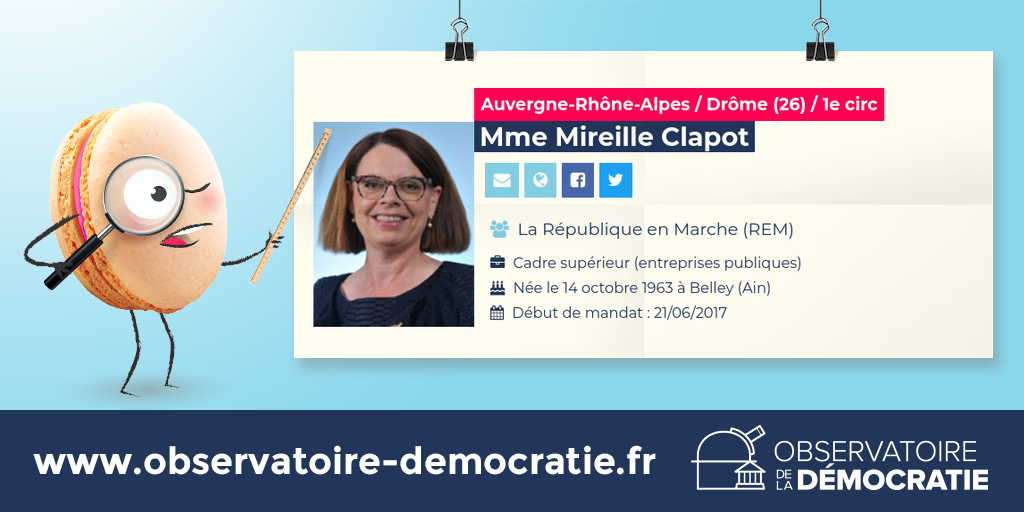 Auvergne-Rhône-Alpes / Drôme (26) / 1e circ
Mme Mireille Clapot
La République en Marche (REM)
Cadre supérieur (entreprises publiques)
Née le 14 octobre 1963 à Belley (Ain)
Début de mandat : 21/06/2017
www.observatoire-democratie.fr
OBSERVATOIRE
DE LA DÉMOCRATIE